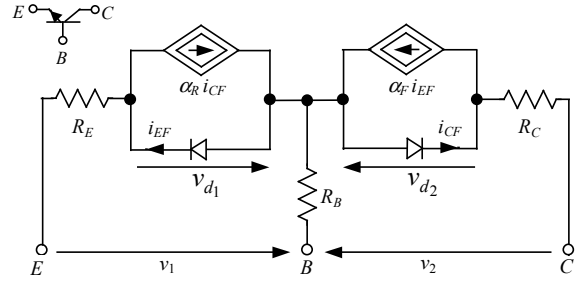 E C
B
α_R i_CF α_F i_EF
R_E i_EF i_CF R_C
v_d1 R_B v_d2
E v_1 B v_2 C